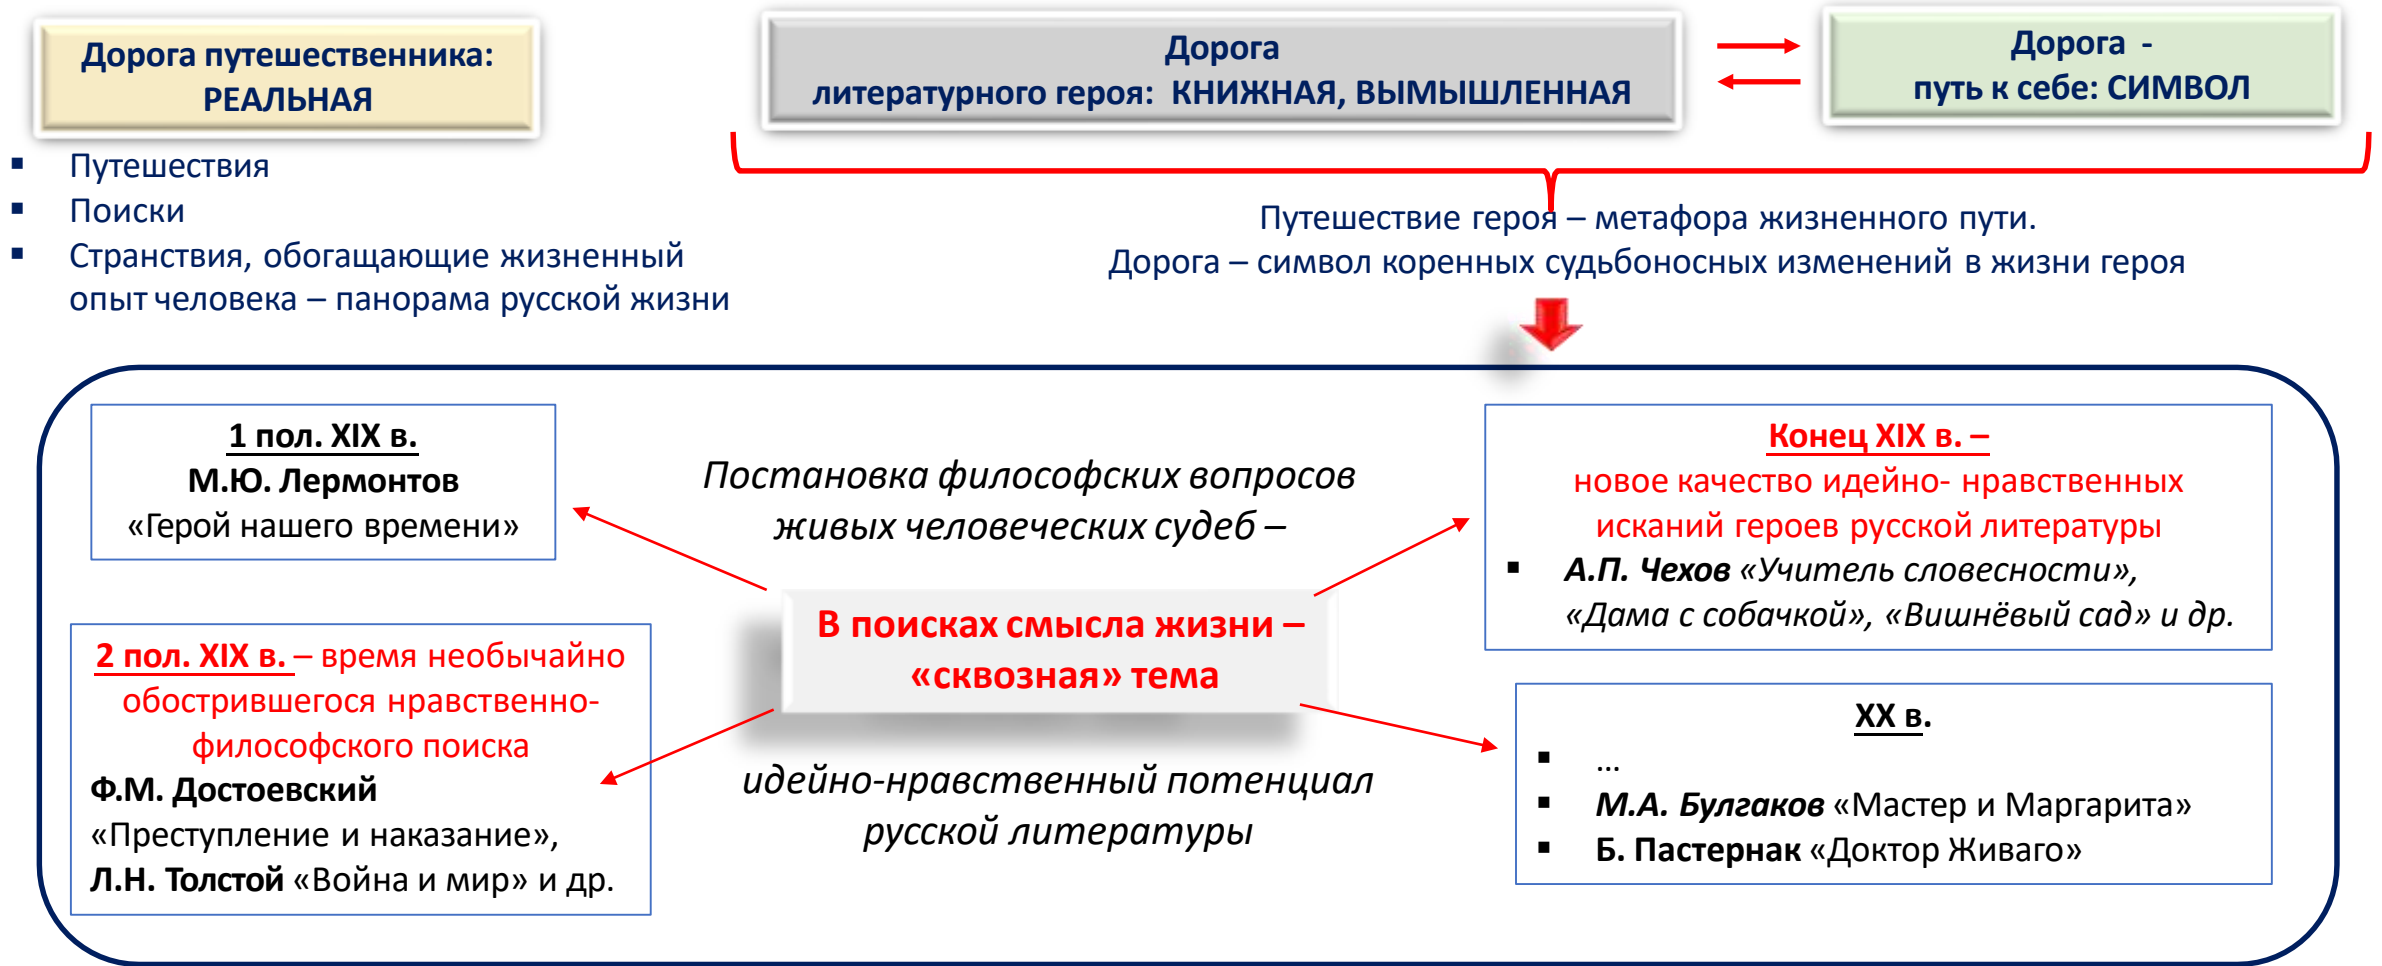 Дорога путешественника:
РЕАЛЬНАЯ
Дорога
литературного героя: КНИЖНАЯ, ВЫМЫШЛЕННАЯ
Дорога -
путь к себе: СИМВОЛ
▪ Путешествия
▪ Поиски
▪ Странствия, обогащающие жизненный
опыт человека – панорама русской жизни
Путешествие героя – метафора жизненного пути.
Дорога – символ коренных судьбоносных изменений в жизни героя
1 пол. XIX в.
М.Ю. Лермонтов
«Герой нашего времени»
2 пол. XIX в. – время необычайно
обострившегося нравственно-
философского поиска
Ф.М. Достоевский
«Преступление и наказание»,
Л.Н. Толстой «Война и мир» и др.
Постановка философских вопросов
живых человеческих судеб –
В поисках смысла жизни –
«сквозная» тема
идейно-нравственный потенциал
русской литературы
Конец XIX в. –
новое качество идейно- нравственных
исканий героев русской литературы
▪ А.П. Чехов «Учитель словесности»,
«Дама с собачкой», «Вишнёвый сад» и др.
XX в.
▪ …
▪ М.А. Булгаков «Мастер и Маргарита»
▪ Б. Пастернак «Доктор Живаго»